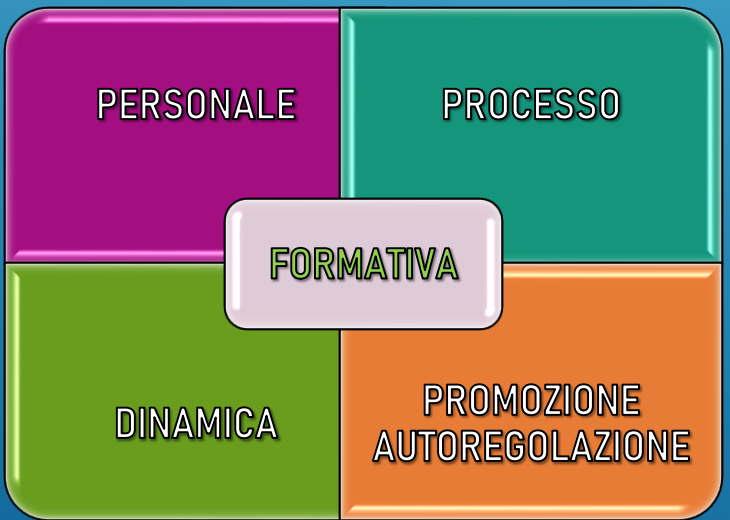 PERSONALE
PROCESSO
FORMATIVA
DINAMICA
PROMOZIONE
AUTOREGOLAZIONE